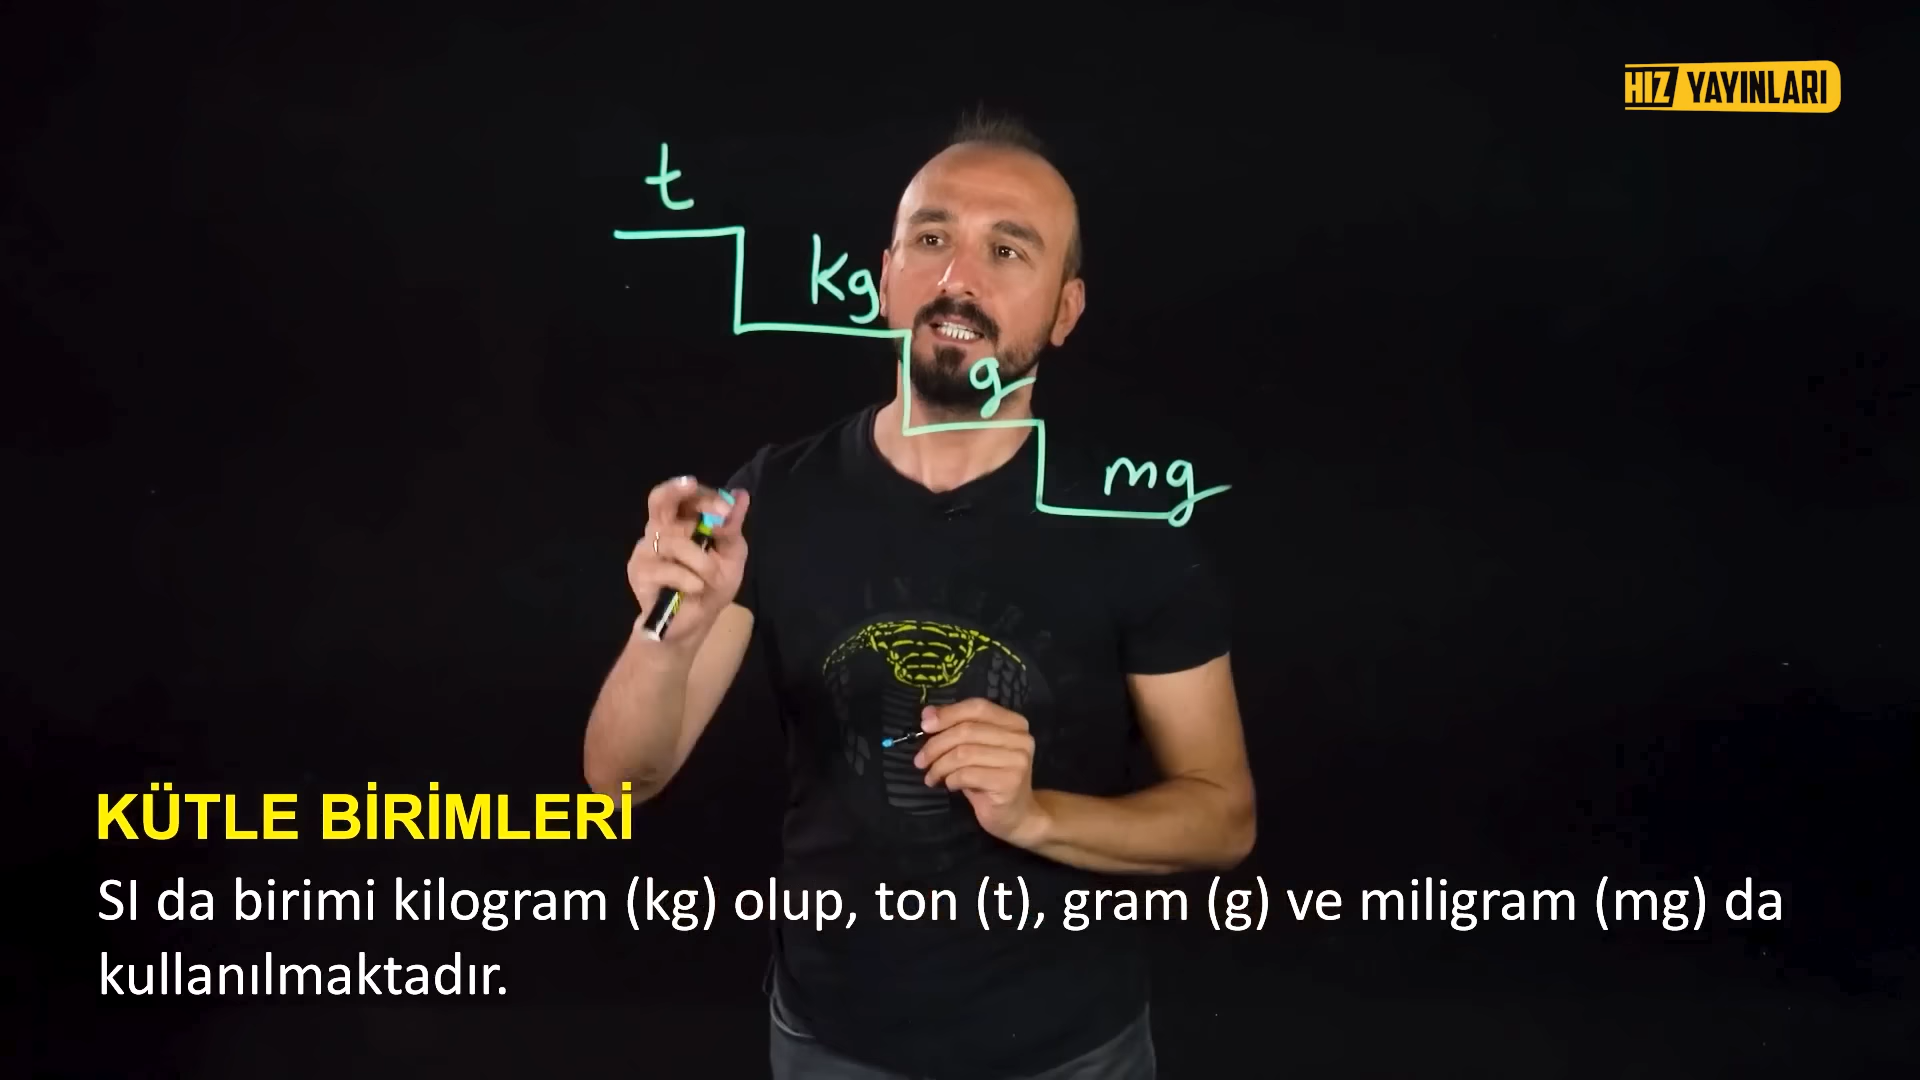 HIZ YAYINLARI
t
kg
g
mg
KÜTLE BİRİMLERİ
SI da birimi kilogram (kg) olup, ton (t), gram (g) ve miligram (mg) da
kullanılmaktadır.